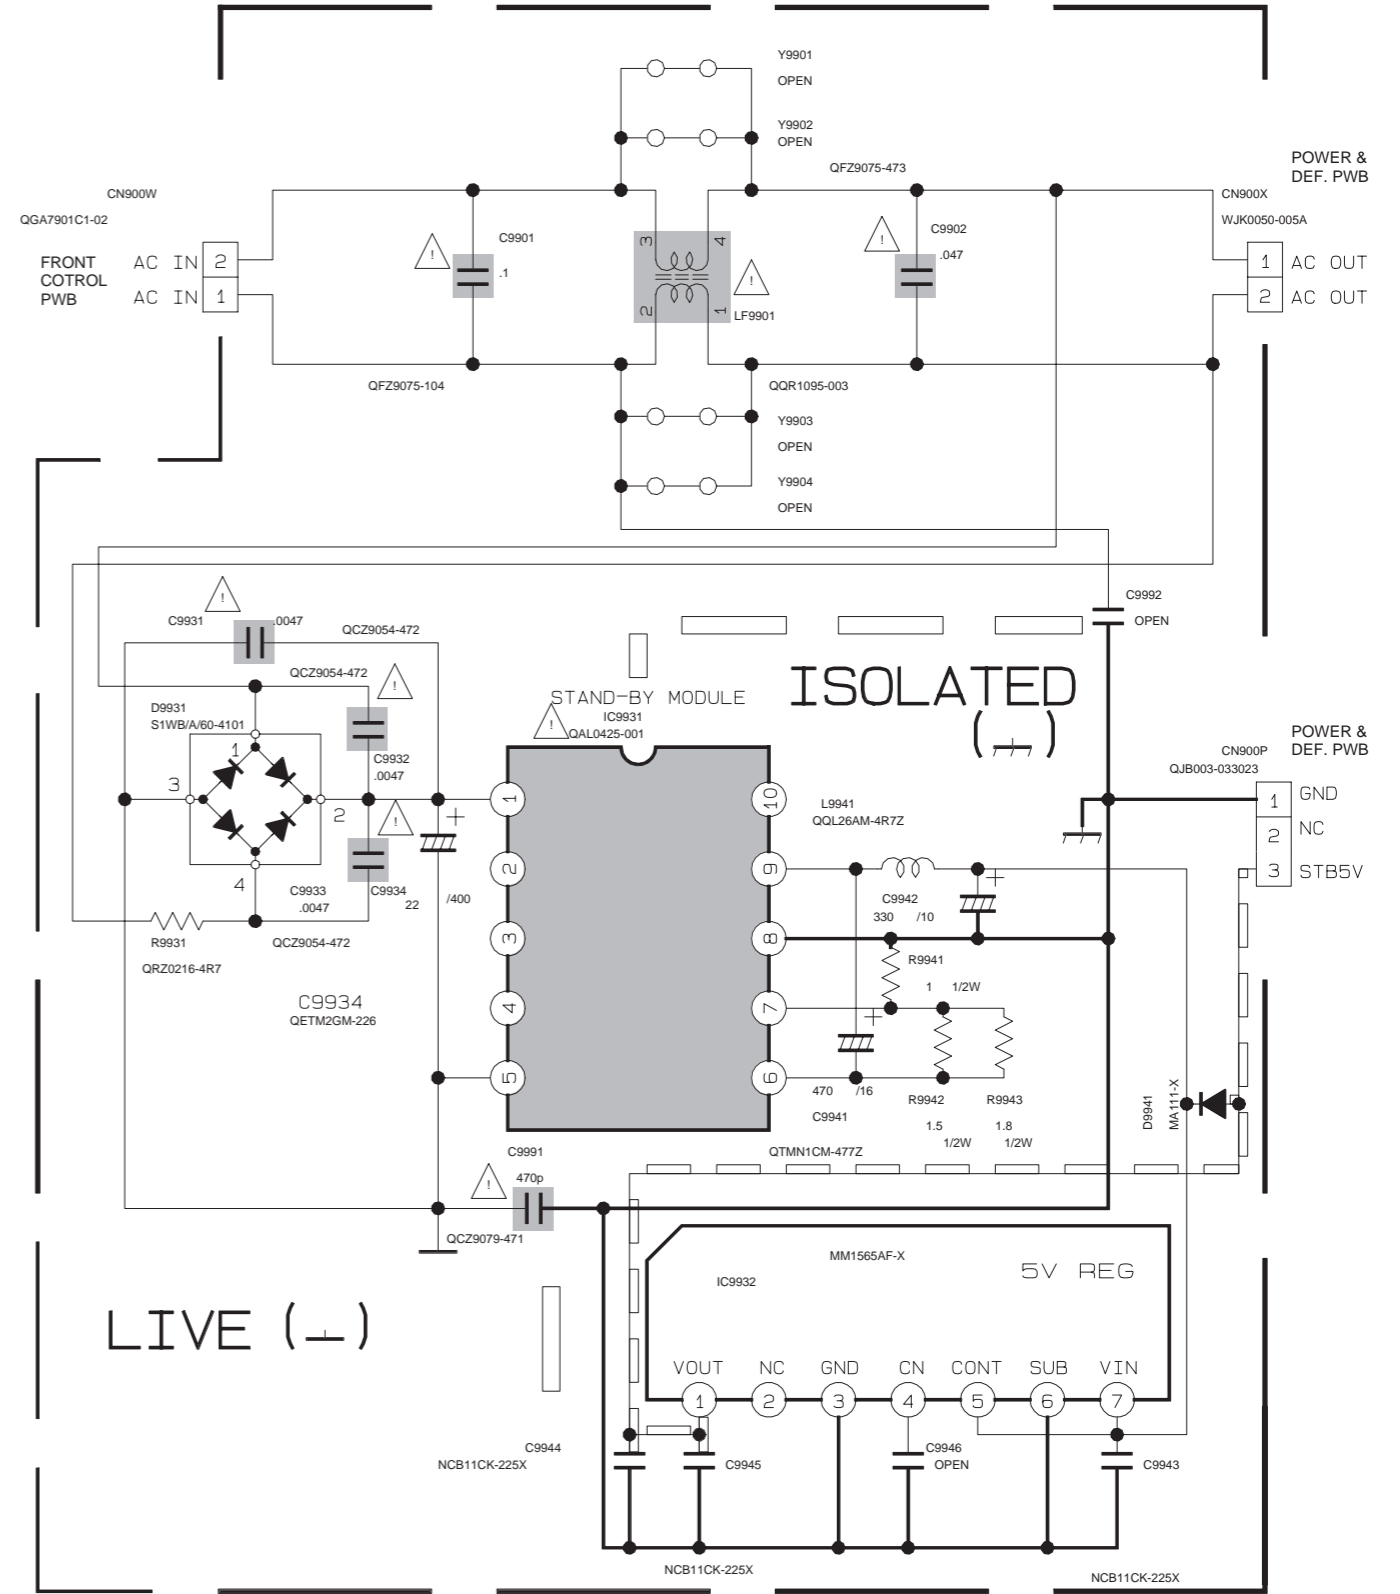 Y9901
OPEN
Y9902
OPEN
QFZ9075-473
POWER &
DEF. PWB
CN900W
CN900X
QGA7901C1-02
WJK0050-005A
C9901
.1
C9902
.047
!
!
!
FRONT
COTROL
PWB
AC IN 2
AC IN 1
3
4
2
1
LF9901
1 AC OUT
2 AC OUT
QFZ9075-104
QQR1095-003
Y9903
OPEN
Y9904
OPEN
C9992
OPEN
!
C9931
.0047
QCZ9054-472
QCZ9054-472
!
D9931
S1WB/A/60-4101
1
3
2
4
C9932
.0047
!
C9933
.0047
C9934
22
/400
+
R9931
QRZ0216-4R7
QCZ9054-472
C9934
QETM2GM-226
ISOLATED
( )
STAND-BY MODULE
IC9931
QAL0425-001
!
1
2
3
4
5
10
9
8
7
6
L9941
QQL26AM-4R7Z
C9942
330 /10
+
R9941
1 1/2W
+
470 /16
C9941
R9942
1.5
1/2W
R9943
1.8
1/2W
QTMN1CM-477Z
POWER &
DEF. PWB
CN900P
QJB003-033023
1 GND
2 NC
3 STB5V
D9941
MA111-X
C9991
470p
!
QCZ9079-471
LIVE ( )
MM1565AF-X
IC9932
5V REG
VOUT NC GND CN CONT SUB VIN
1 2 3 4 5 6 7
C9944
NCB11CK-225X
C9945
C9946
OPEN
C9943
NCB11CK-225X
NCB11CK-225X